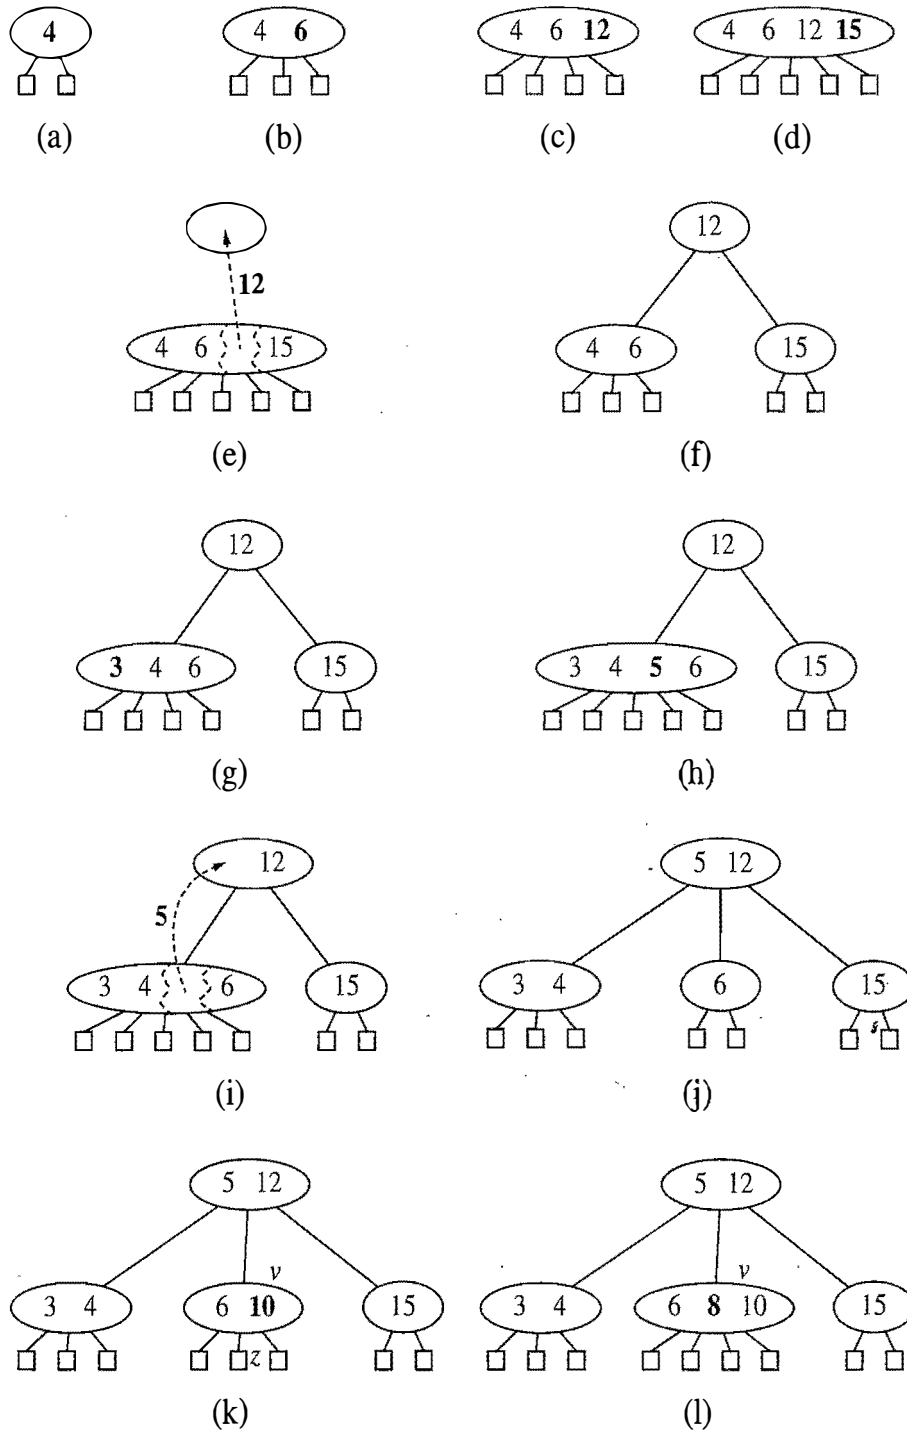 4 4 6 4 6 12 4 6 12 15
(a) (b) (c) (d)
12
12
4 6 15 4 6 15
(e) (f)
12 12
3 4 6 15 3 4 5 6 15
(g) (h)
12 5 12
5
3 4 6 15 3 4 6 15
s
(i) (j)
5 12 5 12
v v
3 4 6 10 15 3 4 6 8 10 15
z
(k) (l)